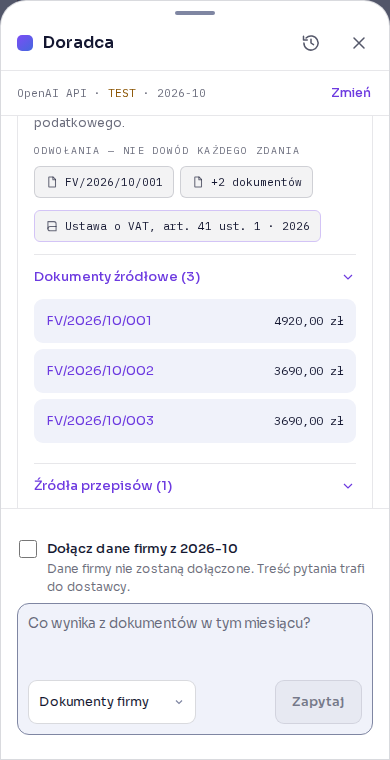 Doradca
OpenAI API · TEST · 2026-10
Zmień
podatkowego.
ODWOŁANIA — NIE DOWÓD KAŻDEGO ZDANIA
FV/2026/10/001
+2 dokumentów
Ustawa o VAT, art. 41 ust. 1 · 2026
Dokumenty źródłowe (3)
FV/2026/10/001 4920,00 zł
FV/2026/10/002 3690,00 zł
FV/2026/10/003 3690,00 zł
Źródła przepisów (1)
Dołącz dane firmy z 2026-10
Dane firmy nie zostaną dołączone. Treść pytania trafi
do dostawcy.
Co wynika z dokumentów w tym miesiącu?
Dokumenty firmy
Zapytaj